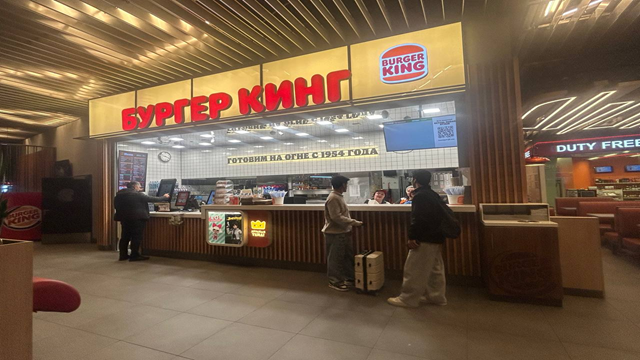 БУРГЕР КИНГ
BURGER
KING
ГОТОВИМ НА ОГНЕ С 1954 ГОДА
DUTY FREE